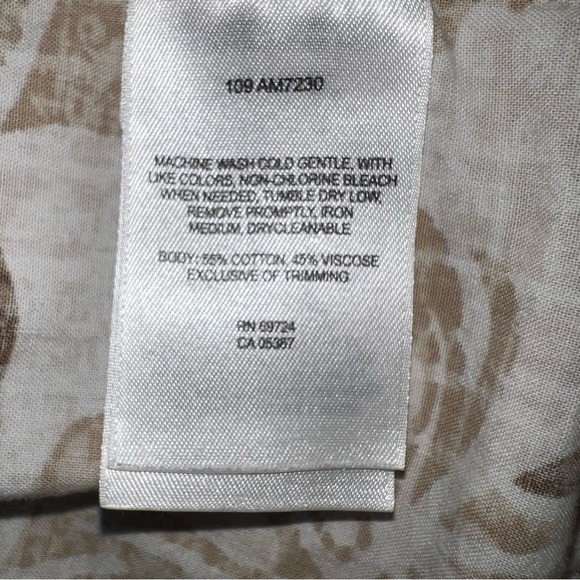 109 AM7230
MACHINE WASH COLD GENTLE, WITH
LIKE COLORS, NON-CHLORINE BLEACH
WHEN NEEDED, TUMBLE DRY LOW,
REMOVE PROMPTLY, IRON
MEDIUM, DRYCLEANABLE
BODY: 55% COTTON, 45% VISCOSE
EXCLUSIVE OF TRIMMING
RN 69724
CA 05367